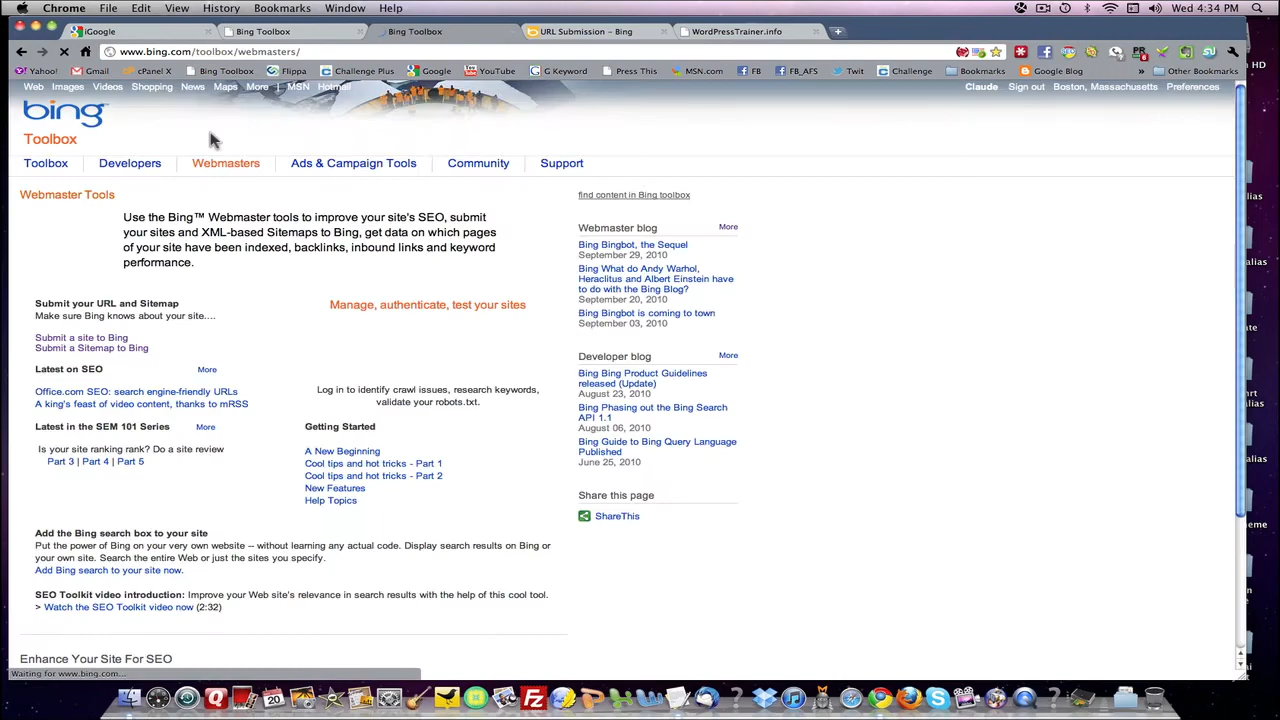 Chrome File Edit View History Bookmarks Window Help Wed 4:34 PM
iGoogle Bing Toolbox Bing Toolbox URL Submission – Bing WordPressTrainer.info
www.bing.com/toolbox/webmasters/
Yahoo! Gmail cPanel X Bing Toolbox Flippa Challenge Plus Google YouTube G Keyword Press This MSN.com FB FB_AFS Twit Challenge Bookmarks Google Blog » Other Bookmarks
Web Images Videos Shopping News Maps More | MSN Hotmail Claude Sign out Boston, Massachusetts Preferences
bing™
Toolbox
Toolbox Developers Webmasters Ads & Campaign Tools Community Support
Webmaster Tools
Use the Bing™ Webmaster tools to improve your site's SEO, submit
your sites and XML-based Sitemaps to Bing, get data on which pages
of your site have been indexed, backlinks, inbound links and keyword
performance.
Submit your URL and Sitemap
Make sure Bing knows about your site....
Submit a site to Bing
Submit a Sitemap to Bing
Manage, authenticate, test your sites
Latest on SEO More
Office.com SEO: search engine-friendly URLs
A king's feast of video content, thanks to mRSS
Log in to identify crawl issues, research keywords,
validate your robots.txt.
Latest in the SEM 101 Series More
Is your site ranking rank? Do a site review
Part 3 | Part 4 | Part 5
Getting Started
A New Beginning
Cool tips and hot tricks - Part 1
Cool tips and hot tricks - Part 2
New Features
Help Topics
Add the Bing search box to your site
Put the power of Bing on your very own website -- without learning any actual code. Display search results on Bing or
your own site. Search the entire Web or just the sites you specify.
Add Bing search to your site now.
SEO Toolkit video introduction: Improve your Web site's relevance in search results with the help of this cool tool.
> Watch the SEO Toolkit video now (2:32)
Enhance Your Site For SEO
find content in Bing toolbox
Webmaster blog More
Bing Bingbot, the Sequel
September 29, 2010
Bing What do Andy Warhol,
Heraclitus and Albert Einstein have
to do with the Bing Blog?
September 20, 2010
Bing Bingbot is coming to town
September 03, 2010
Developer blog More
Bing Bing Product Guidelines
released (Update)
August 23, 2010
Bing Phasing out the Bing Search
API 1.1
August 06, 2010
Bing Guide to Bing Query Language
Published
June 25, 2010
Share this page
ShareThis
Waiting for www.bing.com...
HD
alias